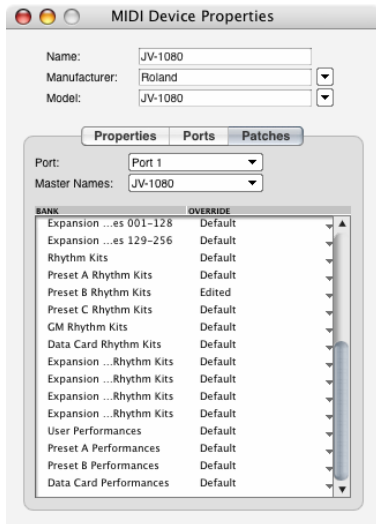 MIDI Device Properties
Name: JV-1080
Manufacturer: Roland
Model: JV-1080
Properties Ports Patches
Port: Port 1
Master Names: JV-1080
BANK OVERRIDE
Expansion ...es 001-128 Default
Expansion ...es 129-256 Default
Rhythm Kits Default
Preset A Rhythm Kits Default
Preset B Rhythm Kits Edited
Preset C Rhythm Kits Default
GM Rhythm Kits Default
Data Card Rhythm Kits Default
Expansion ...Rhythm Kits Default
Expansion ...Rhythm Kits Default
Expansion ...Rhythm Kits Default
Expansion ...Rhythm Kits Default
User Performances Default
Preset A Performances Default
Preset B Performances Default
Data Card Performances Default